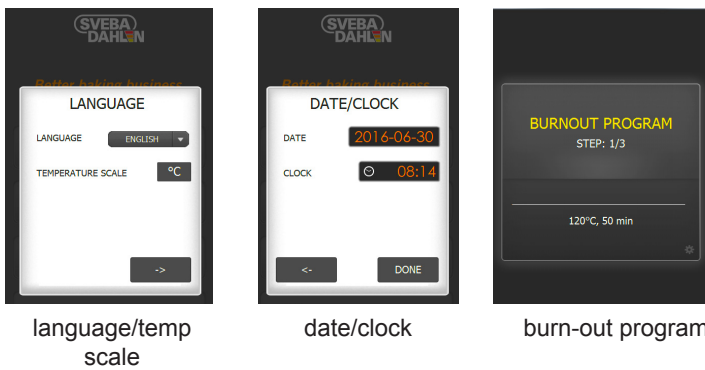 SVEBA
DAHLEN
Better baking business
LANGUAGE
LANGUAGE
ENGLISH
TEMPERATURE SCALE
°C
->
language/temp
scale
SVEBA
DAHLEN
Better baking business
DATE/CLOCK
DATE
2016-06-30
CLOCK
08:14
<-
DONE
date/clock
BURNOUT PROGRAM
STEP: 1/3
120°C, 50 min
burn-out program